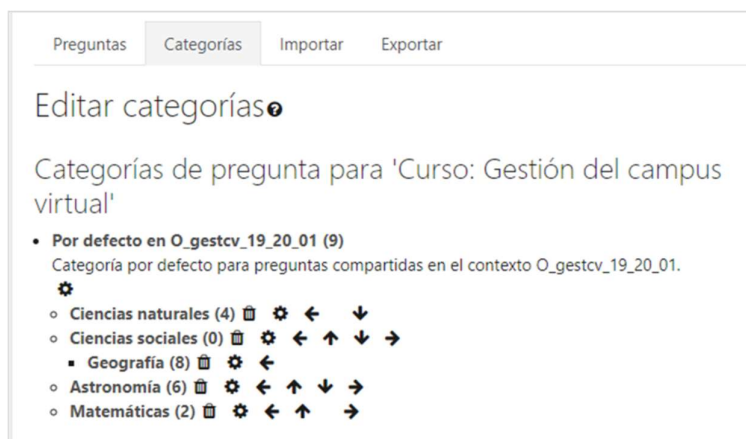 Preguntas Categorías Importar Exportar
Editar categorías
Categorías de pregunta para 'Curso: Gestión del campus
virtual'
Por defecto en O_gestcv_19_20_01 (9)
Categoría por defecto para preguntas compartidas en el contexto O_gestcv_19_20_01.
Ciencias naturales (4)
Ciencias sociales (0)
Geografía (8)
Astronomía (6)
Matemáticas (2)